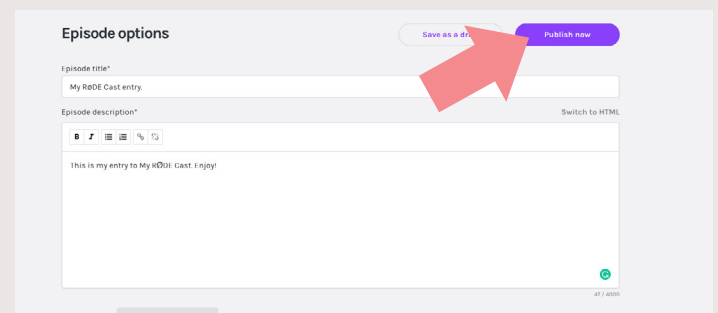 Episode options
Save as a dr
Publish now
Episode title*
My RØDE Cast entry.
Episode description*
Switch to HTML
B I
This is my entry to My RØDE Cast. Enjoy!
G
47 / 4000